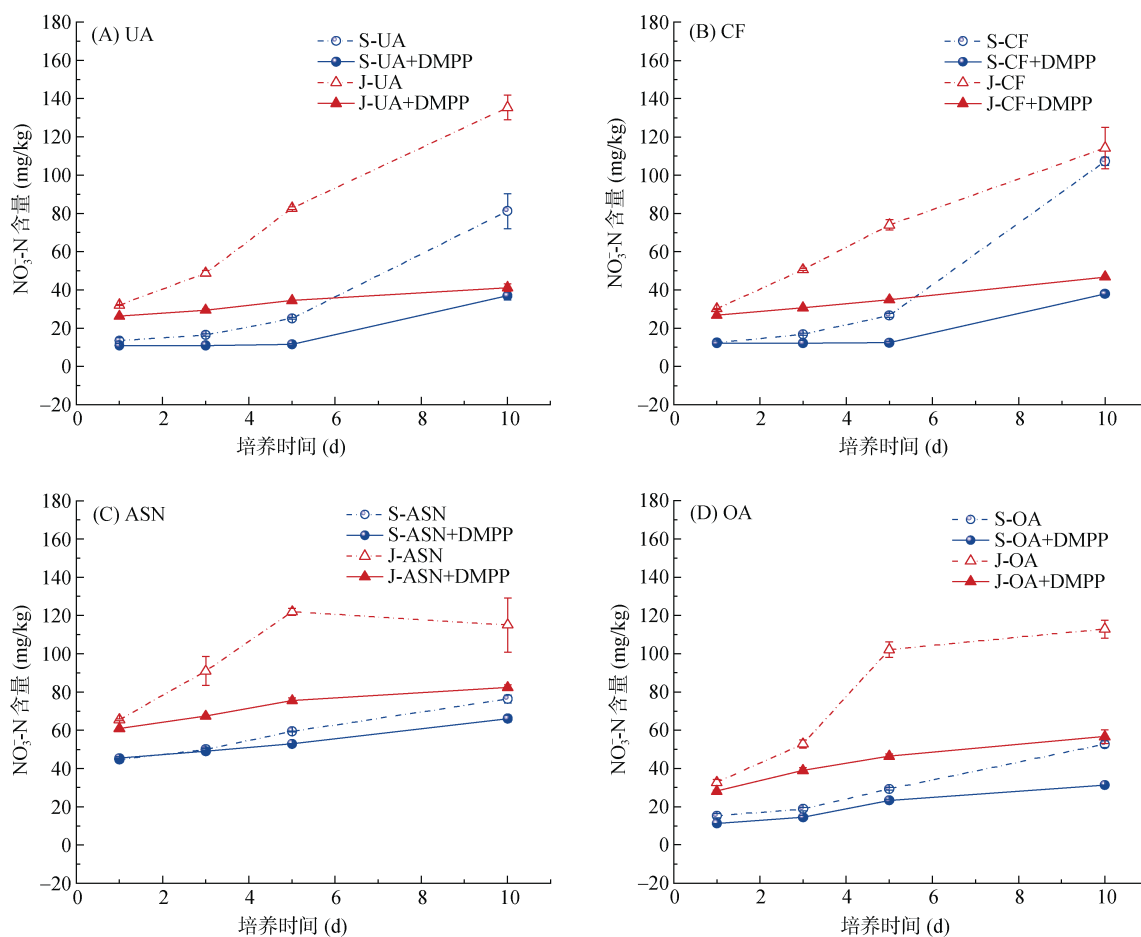 (A) UA
S-UA
S-UA+DMPP
J-UA
J-UA+DMPP
180
160
140
120
100
80
60
40
20
0
–20
NO₃⁻-N 含量 (mg/kg)
0 2 4 6 8 10
培养时间 (d)
(B) CF
S-CF
S-CF+DMPP
J-CF
J-CF+DMPP
180
160
140
120
100
80
60
40
20
0
–20
NO₃⁻-N 含量 (mg/kg)
0 2 4 6 8 10
培养时间 (d)
(C) ASN
S-ASN
S-ASN+DMPP
J-ASN
J-ASN+DMPP
180
160
140
120
100
80
60
40
20
0
–20
NO₃⁻-N 含量 (mg/kg)
0 2 4 6 8 10
培养时间 (d)
(D) OA
S-OA
S-OA+DMPP
J-OA
J-OA+DMPP
180
160
140
120
100
80
60
40
20
0
–20
NO₃⁻-N 含量 (mg/kg)
0 2 4 6 8 10
培养时间 (d)